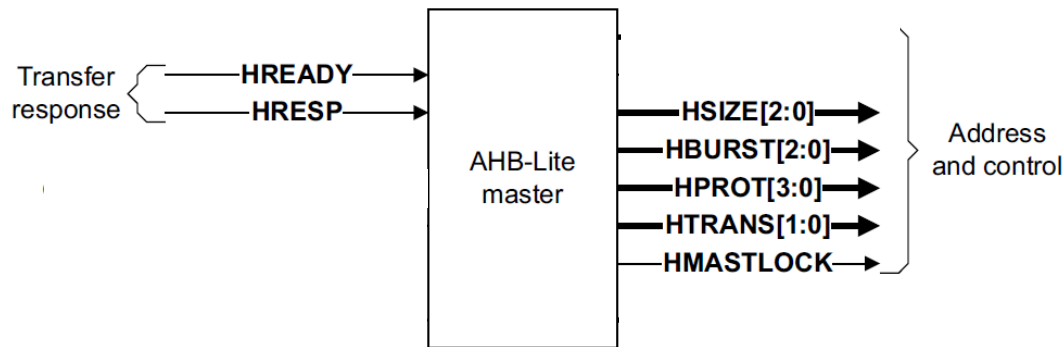 Transfer
response
HREADY
HRESP
AHB-Lite
master
HSIZE[2:0]
HBURST[2:0]
HPROT[3:0]
HTRANS[1:0]
HMASTLOCK
Address
and control